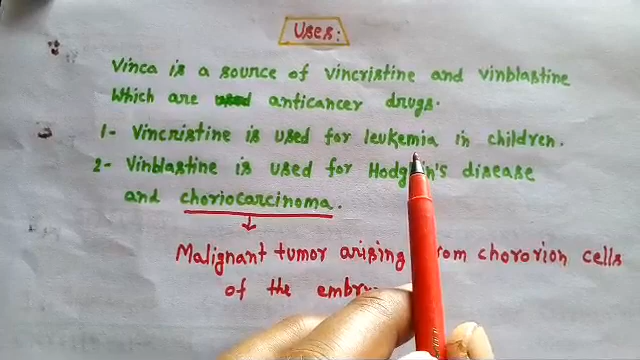 Uses:
Vinca is a source of vincristine and vinblastine
which are used anticancer drugs.
1- Vincristine is used for leukemia in children.
2- Vinblastine is used for Hodgkin's disease
and choriocarcinoma.
Malignant tumor arising from chororion cells
of the